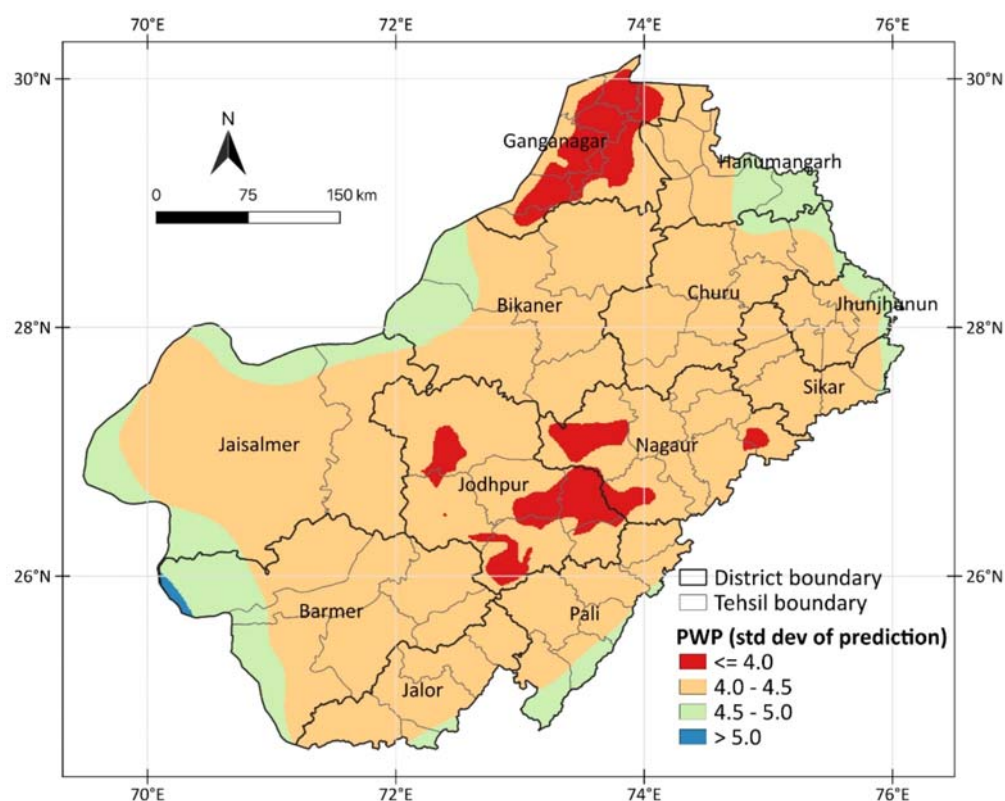 70°E 72°E 74°E 76°E
30°N 30°N
N
Ganganagar
Hanumangarh
0 75 150 km
Bikaner
Churu
Jhunjhanun
28°N 28°N
Sikar
Jaisalmer
Nagaur
Jodhpur
26°N 26°N
Barmer
Pali
Jalor
District boundary
Tehsil boundary
PWP (std dev of prediction)
<= 4.0
4.0 - 4.5
4.5 - 5.0
> 5.0
70°E 72°E 74°E 76°E